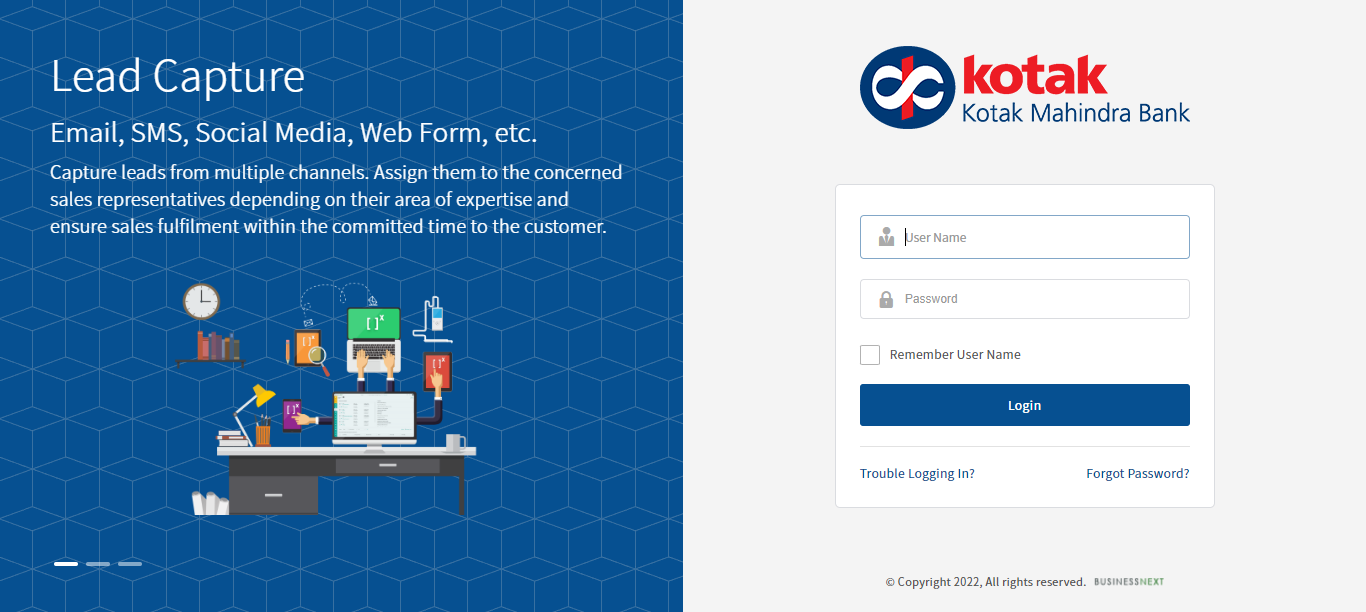 Lead Capture
Email, SMS, Social Media, Web Form, etc.
Capture leads from multiple channels. Assign them to the concerned
sales representatives depending on their area of expertise and
ensure sales fulfilment within the committed time to the customer.
[ ]x
[ ]x
[ ]x
[ ]x
kotak
Kotak Mahindra Bank
User Name
Password
Remember User Name
Login
Trouble Logging In?
Forgot Password?
© Copyright 2022, All rights reserved. BUSINESSNEXT